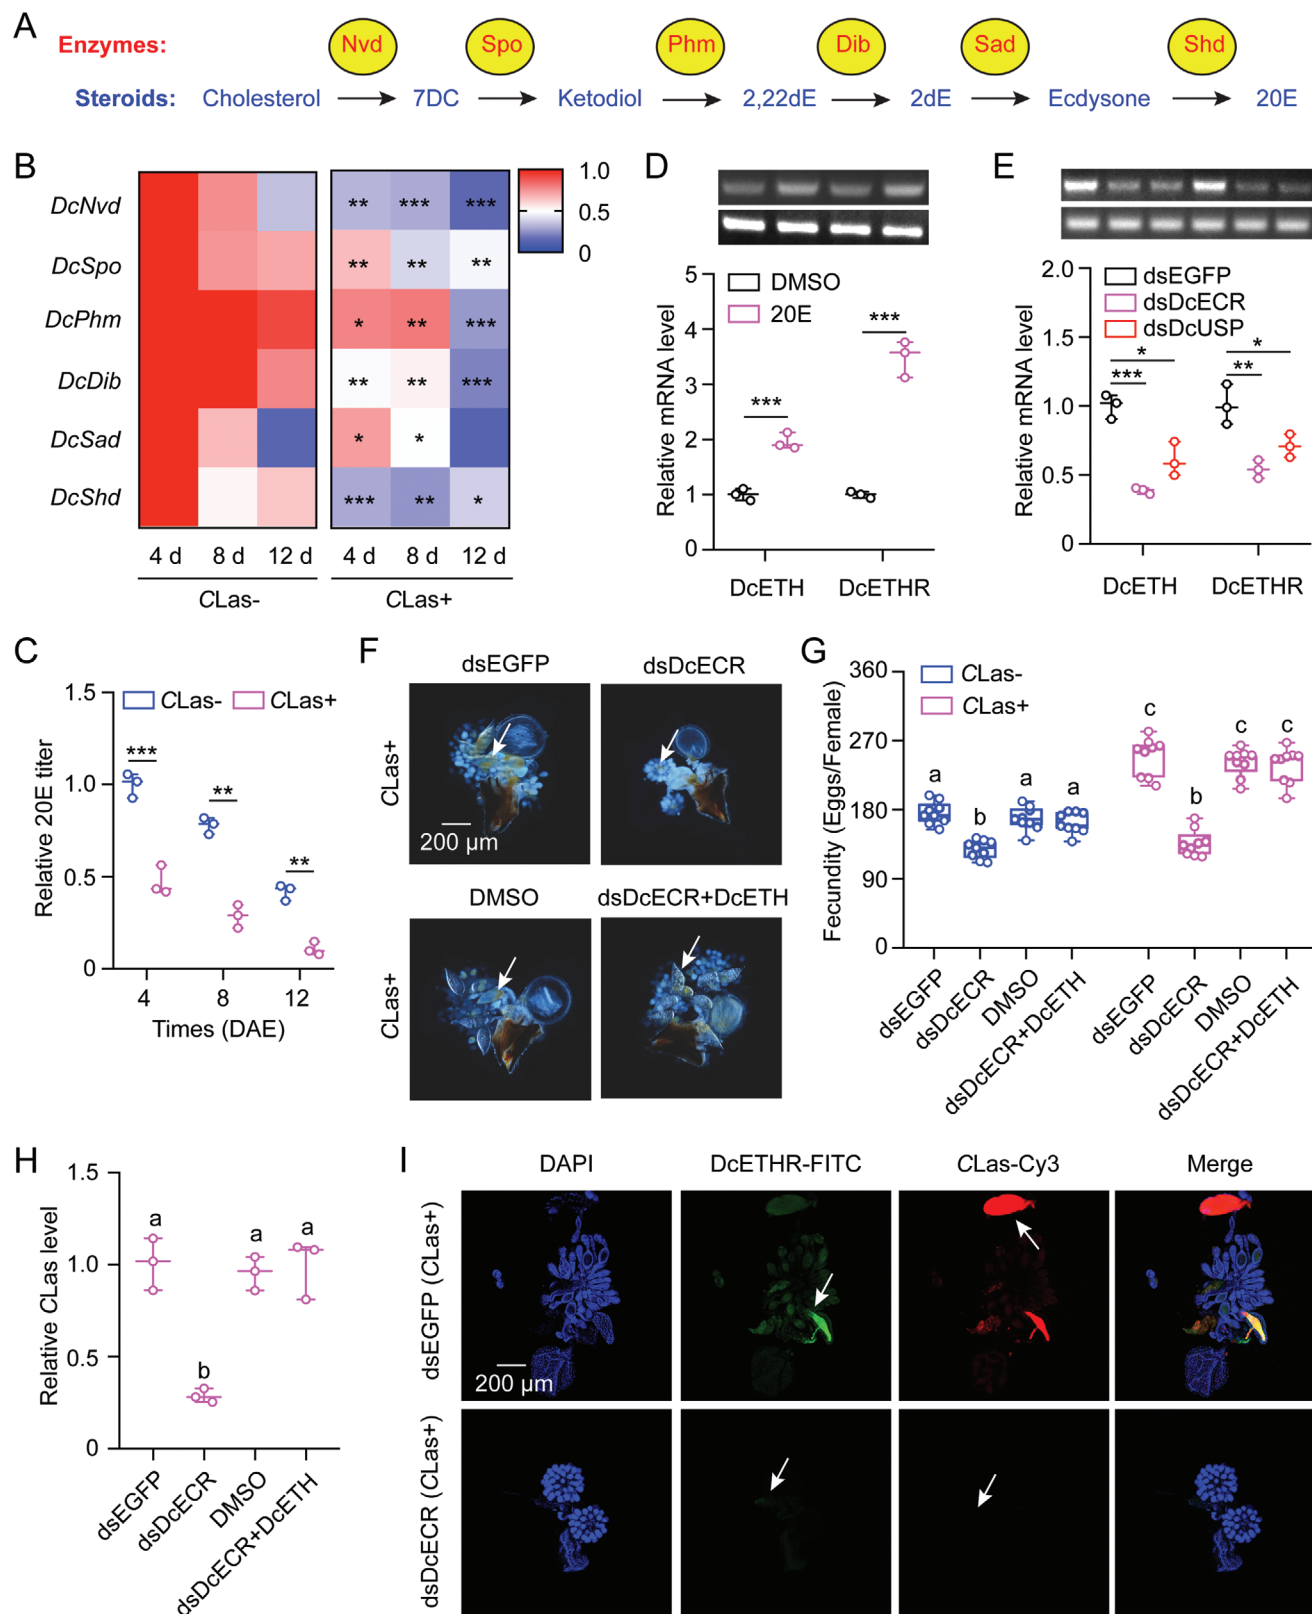 A
Enzymes: Nvd Spo Phm Dib Sad Shd
Steroids: Cholesterol 7DC Ketodiol 2,22dE 2dE Ecdysone 20E
B
DcNvd ** *** ***
DcSpo ** ** **
DcPhm * ** ***
DcDib ** ** ***
DcSad * *
DcShd *** ** *
4 d 8 d 12 d 4 d 8 d 12 d
CLas- CLas+
1.0
0.5
0
D
Relative mRNA level
5
4
3
2
1
0
DMSO
20E
***
***
DcETH DcETHR
E
Relative mRNA level
2.0
1.5
1.0
0.5
0
dsEGFP
dsDcECR
dsDcUSP
* *
*** **
DcETH DcETHR
C
Relative 20E titer
1.5
1.0
0.5
0
CLas- CLas+
***
**
**
4 8 12
Times (DAE)
F
dsEGFP dsDcECR
CLas+
200 µm
DMSO dsDcECR+DcETH
CLas+
G
Fecundity (Eggs/Female)
360
270
180
90
0
CLas-
CLas+
a b a a c b c c
dsEGFP
dsDcECR
DMSO
dsDcECR+DcETH
dsEGFP
dsDcECR
DMSO
dsDcECR+DcETH
H
Relative CLas level
1.5
1.0
0.5
0
a b a a
dsEGFP
dsDcECR
DMSO
dsDcECR+DcETH
I
DAPI DcETHR-FITC CLas-Cy3 Merge
dsEGFP (CLas+)
200 µm
dsDcECR (CLas+)